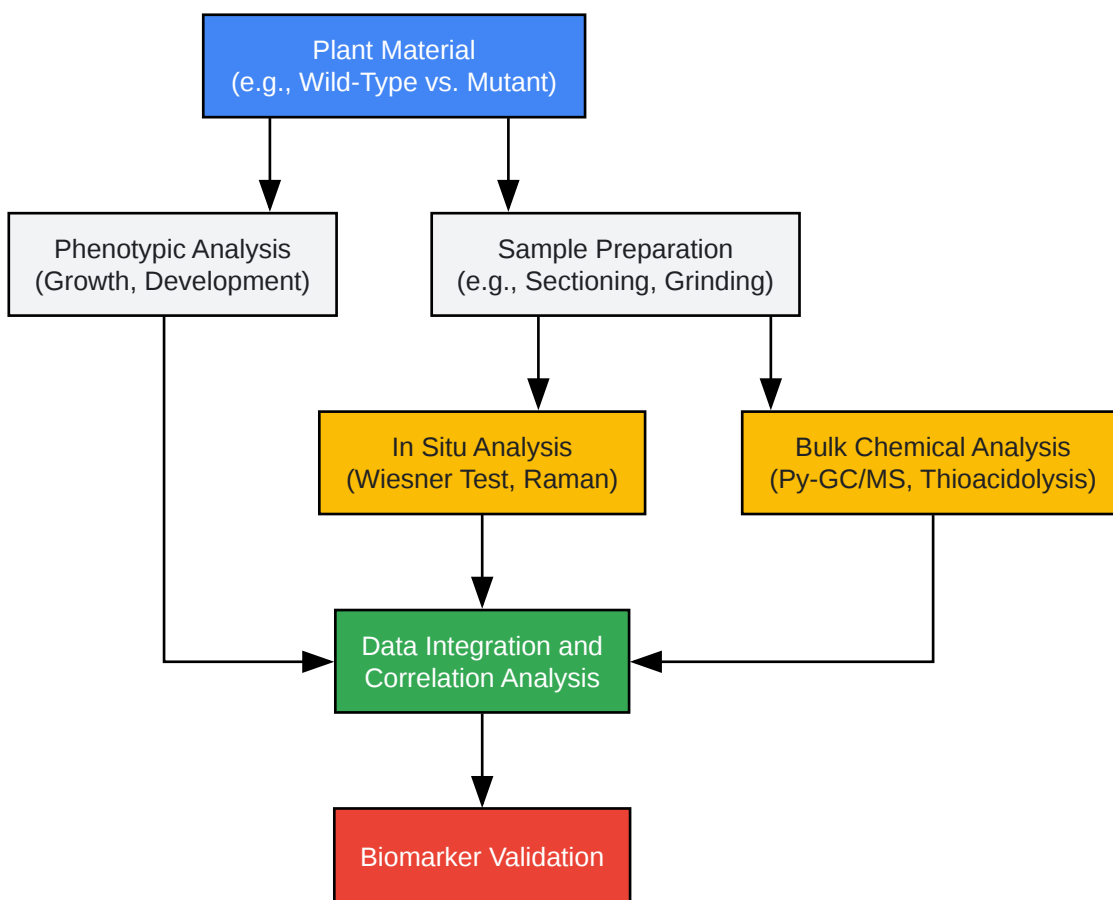 Plant Material
(e.g., Wild-Type vs. Mutant)
Phenotypic Analysis
(Growth, Development)
Sample Preparation
(e.g., Sectioning, Grinding)
In Situ Analysis
(Wiesner Test, Raman)
Bulk Chemical Analysis
(Py-GC/MS, Thioacidolysis)
Data Integration and
Correlation Analysis
Biomarker Validation